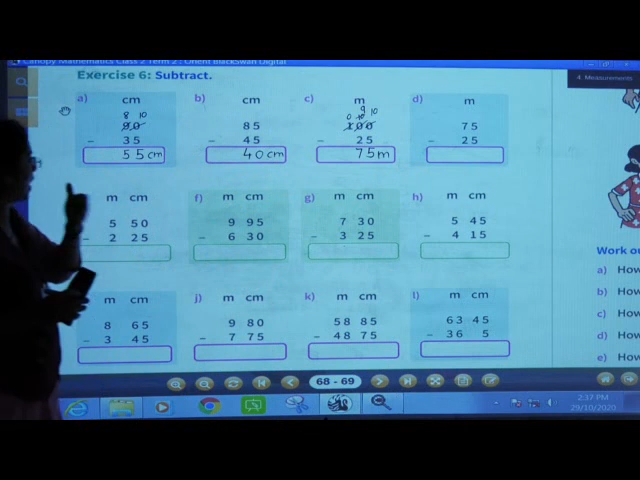 Canopy Mathematics Class 2 Term 2 : Orient BlackSwan Digital
Exercise 6: Subtract.
4. Measurements
a) cm b) cm c) m d) m
8 10 9
0 10 10
90 85 100 75
- 35 - 45 - 25 - 25
55 cm 40 cm 75 m
m cm f) m cm g) m cm h) m cm
5 50 9 95 7 30 5 45
- 2 25 - 6 30 - 3 25 - 4 15
Work ou
a) How
m cm j) m cm k) m cm l) m cm
b) How
8 65 9 80 58 85 63 45
c) How
- 3 45 - 7 75 - 48 75 - 36 5
d) How
e) How
68 - 69
2:37 PM
29/10/2020